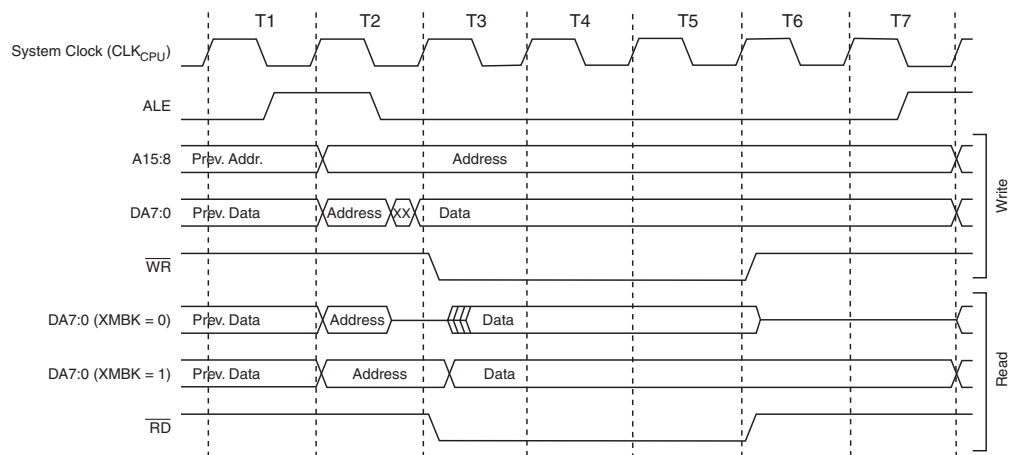 T1 T2 T3 T4 T5 T6 T7
System Clock (CLKCPU)
ALE
A15:8 Prev. Addr. Address
DA7:0 Prev. Data Address XX Data
WR
Write
DA7:0 (XMBK = 0) Prev. Data Address Data
DA7:0 (XMBK = 1) Prev. Data Address Data
RD
Read